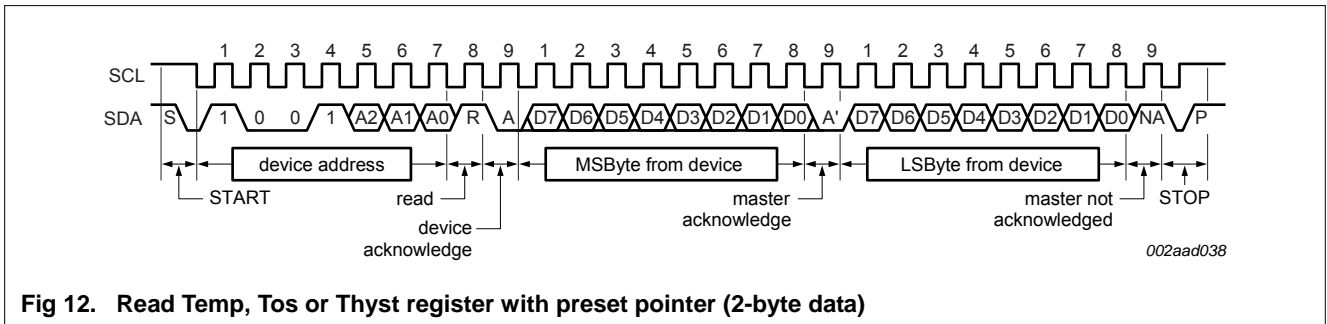 1 2 3 4 5 6 7 8 9 1 2 3 4 5 6 7 8 9 1 2 3 4 5 6 7 8 9
SCL
SDA S 1 0 0 1 A2 A1 A0 R A D7 D6 D5 D4 D3 D2 D1 D0 A' D7 D6 D5 D4 D3 D2 D1 D0 NA P
device address MSByte from device LSByte from device
START read master master not STOP
acknowledge acknowledged
device
acknowledge
002aad038
Fig 12. Read Temp, Tos or Thyst register with preset pointer (2-byte data)